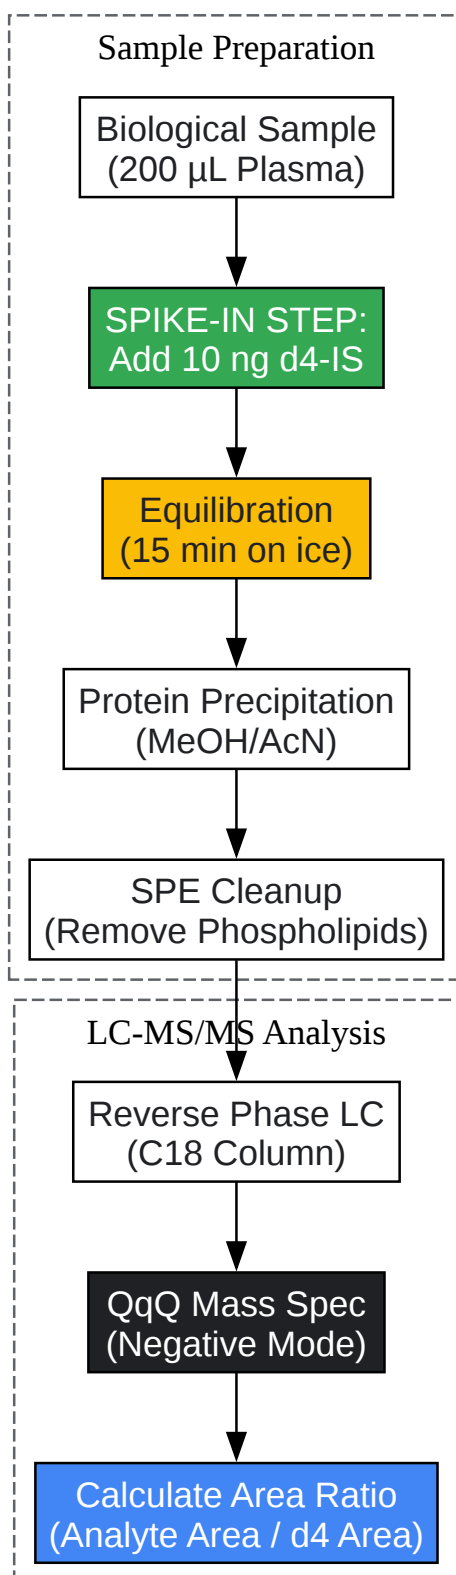 Sample Preparation
Biological Sample
(200 µL Plasma)
SPIKE-IN STEP:
Add 10 ng d4-IS
Equilibration
(15 min on ice)
Protein Precipitation
(MeOH/AcN)
SPE Cleanup
(Remove Phospholipids)
LC-MS/MS Analysis
Reverse Phase LC
(C18 Column)
QqQ Mass Spec
(Negative Mode)
Calculate Area Ratio
(Analyte Area / d4 Area)